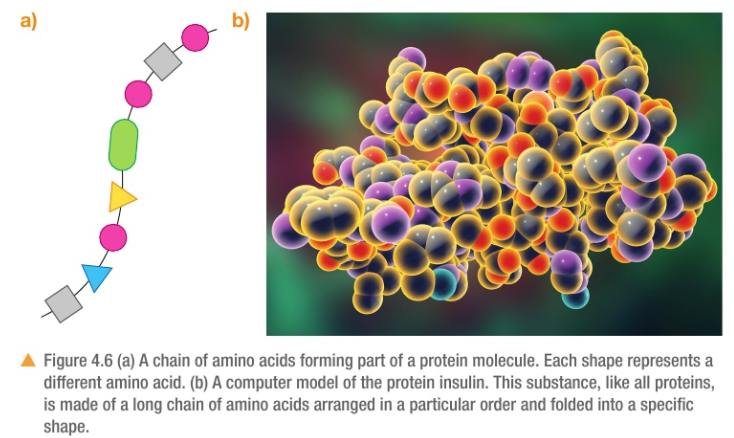 a)
b)
Figure 4.6 (a) A chain of amino acids forming part of a protein molecule. Each shape represents a
different amino acid. (b) A computer model of the protein insulin. This substance, like all proteins,
is made of a long chain of amino acids arranged in a particular order and folded into a specific
shape.